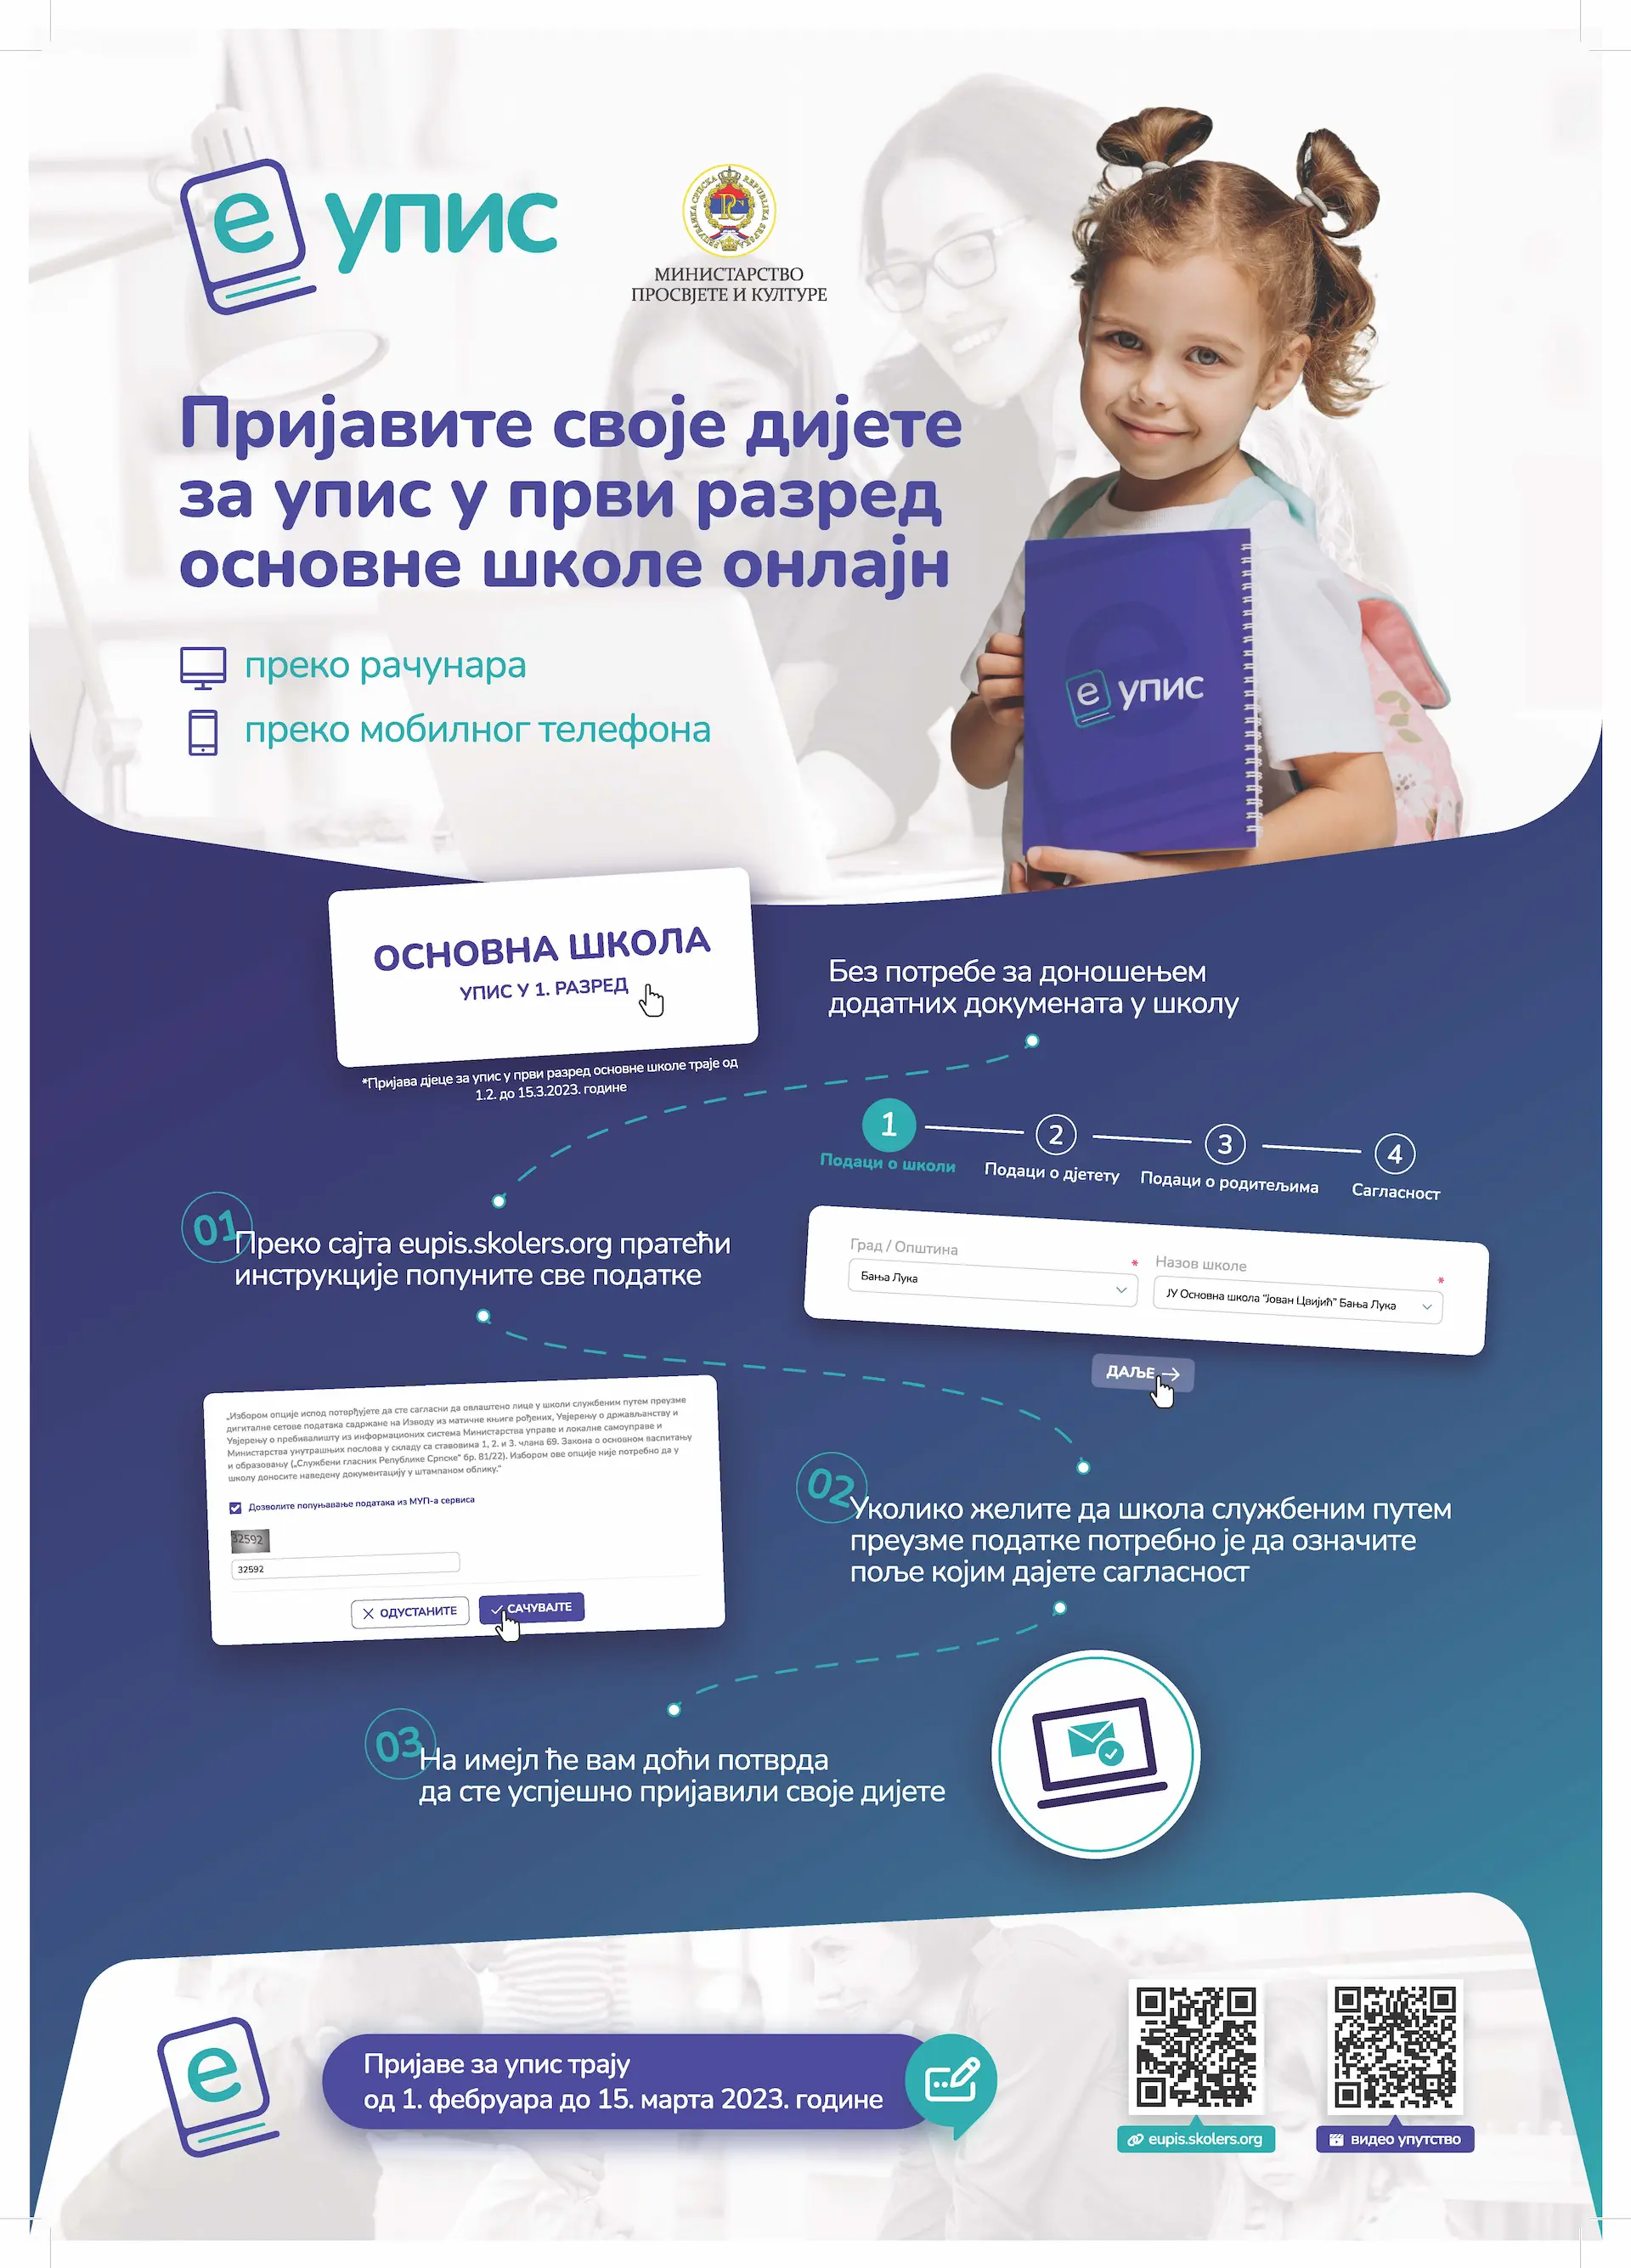 е упис
РЕПУБЛИКА СРПСКА REPUBLIKA SRPSKA
МИНИСТАРСТВО
ПРОСВЈЕТЕ И КУЛТУРЕ
Пријавите своје дијете
за упис у први разред
основне школе онлајн
преко рачунара
преко мобилног телефона
е упис
ОСНОВНА ШКОЛА
УПИС У 1. РАЗРЕД
*Пријава дјеце за упис у први разред основне школе траје од
1.2. до 15.3.2023. године
Без потребе за доношењем
додатних докумената у школу
1
2
3
4
Подаци о школи
Подаци о дјетету
Подаци о родитељима
Сагласност
01
Преко сајта eupis.skolers.org пратећи
инструкције попуните све податке
Град / Општина *
Бања Лука
Назов школе *
ЈУ Основна школа "Јован Цвијић" Бања Лука
ДАЉЕ
„Избором опције испод потврђујете да сте сагласни да овлаштено лице у школи службеним путем преузме
дигиталне сетове података садржане на Изводу из матичне књиге рођених, Увјерењу о држављанству и
Увјерењу о пребивалишту из информационих система Министарства управе и локалне самоуправе и
Министарства унутрашњих послова у складу са ставовима 1, 2. и 3. члана 69. Закона о основном васпитању
и образовању („Службени гласник Републике Српске“ бр. 81/22). Избором ове опције није потребно да у
школу доносите наведену документацију у штампаном облику.“
Дозволите попуњавање података из МУП-а сервиса
32592
32592
ОДУСТАНИТЕ
САЧУВАЈТЕ
02
Уколико желите да школа службеним путем
преузме податке потребно је да означите
поље којим дајете сагласност
03
На имејл ће вам доћи потврда
да сте успјешно пријавили своје дијете
е
Пријаве за упис трају
од 1. фебруара до 15. марта 2023. године
eupis.skolers.org
видео упутство